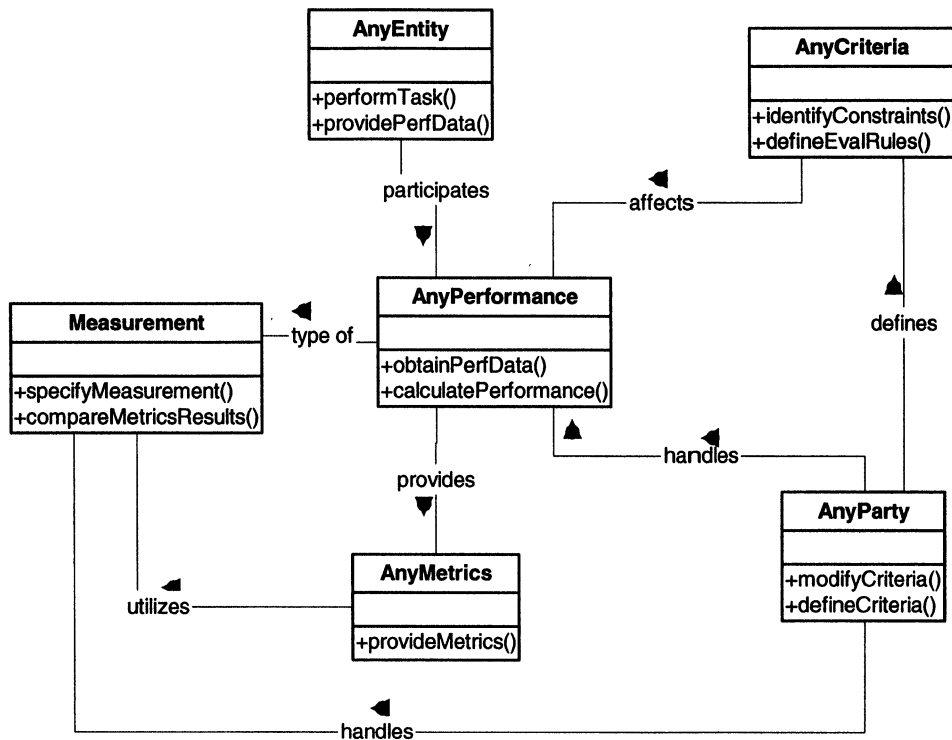 AnyEntity
+performTask()
+providePerfData()
AnyCriteria
+identifyConstraints()
+defineEvalRules()
participates
affects
AnyPerformance
+obtainPerfData()
+calculatePerformance()
Measurement
+specifyMeasurement()
+compareMetricsResults()
type of
defines
provides
handles
AnyParty
+modifyCriteria()
+defineCriteria()
AnyMetrics
+provideMetrics()
utilizes
handles